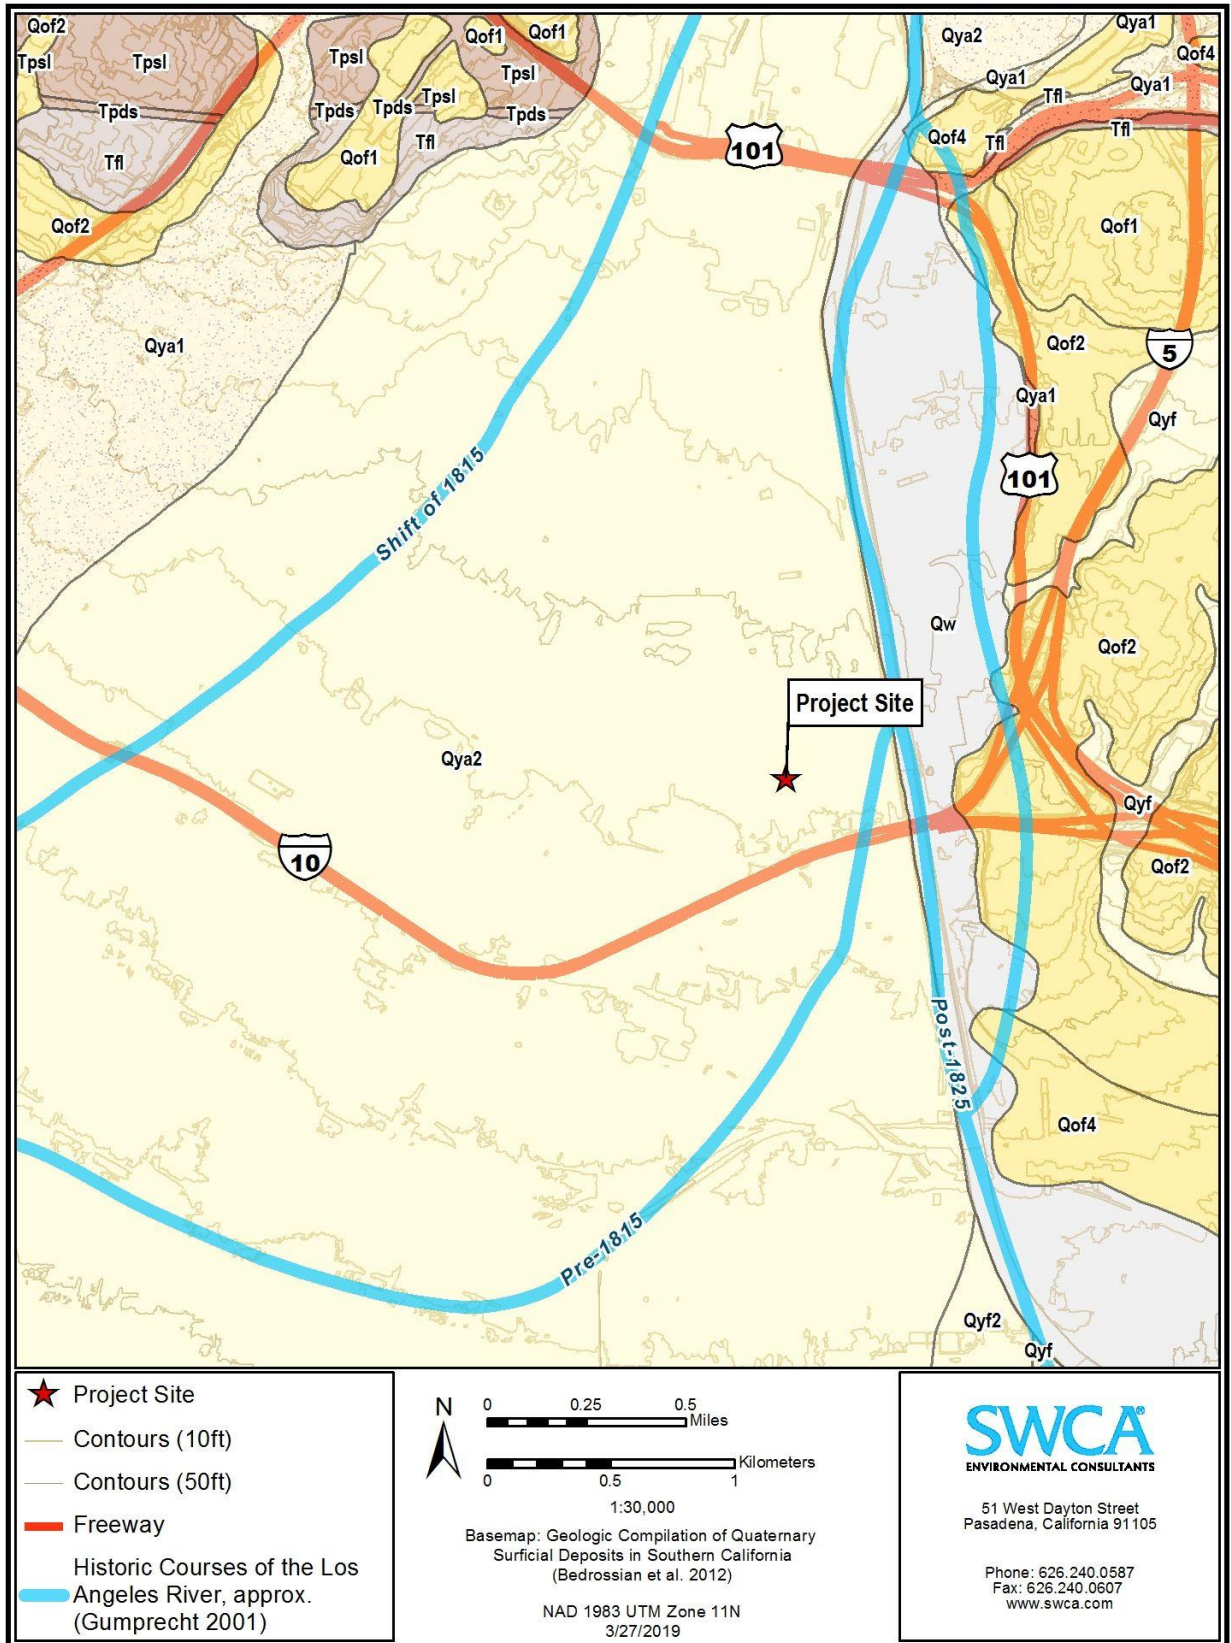 Qof2
Tpsl
Tpsl
Tpds
Tfl
Qof2
Tpsl
Tpds
Tpds
Tpsl
Qof1
Tfl
Qof1
Qof1
Tpsl
Tpds
101
Qya2
Qya1
Qof4
Qya1
Qya1
Tfl
Tfl
Qof4
Tfl
Qof1
Qya1
Qof2
5
Qya1
Qyf
101
Shift of 1815
Qw
Qof2
Project Site
Qya2
Qyf
10
Qof2
Post-1825
Qof4
Pre-1815
Qyf2
Qyf
Project Site
Contours (10ft)
Contours (50ft)
Freeway
Historic Courses of the Los
Angeles River, approx.
(Gumprecht 2001)
N
0 0.25 0.5
Miles
Kilometers
0 0.5 1
1:30,000
Basemap: Geologic Compilation of Quaternary
Surficial Deposits in Southern California
(Bedrossian et al. 2012)
NAD 1983 UTM Zone 11N
3/27/2019
SWCA®
ENVIRONMENTAL CONSULTANTS
51 West Dayton Street
Pasadena, California 91105
Phone: 626.240.0587
Fax: 626.240.0607
www.swca.com